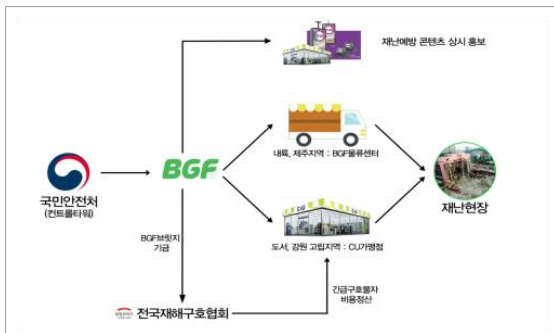 재난예방 콘텐츠 상시 홍보
내륙, 제주지역 : BGF물류센터
국민안전처
(컨트롤타워)
BGF
재난현장
도서, 강원 고립지역 : CU가맹점
BGF브릿지
기금
긴급구호물자
비용정산
전국재해구호협회